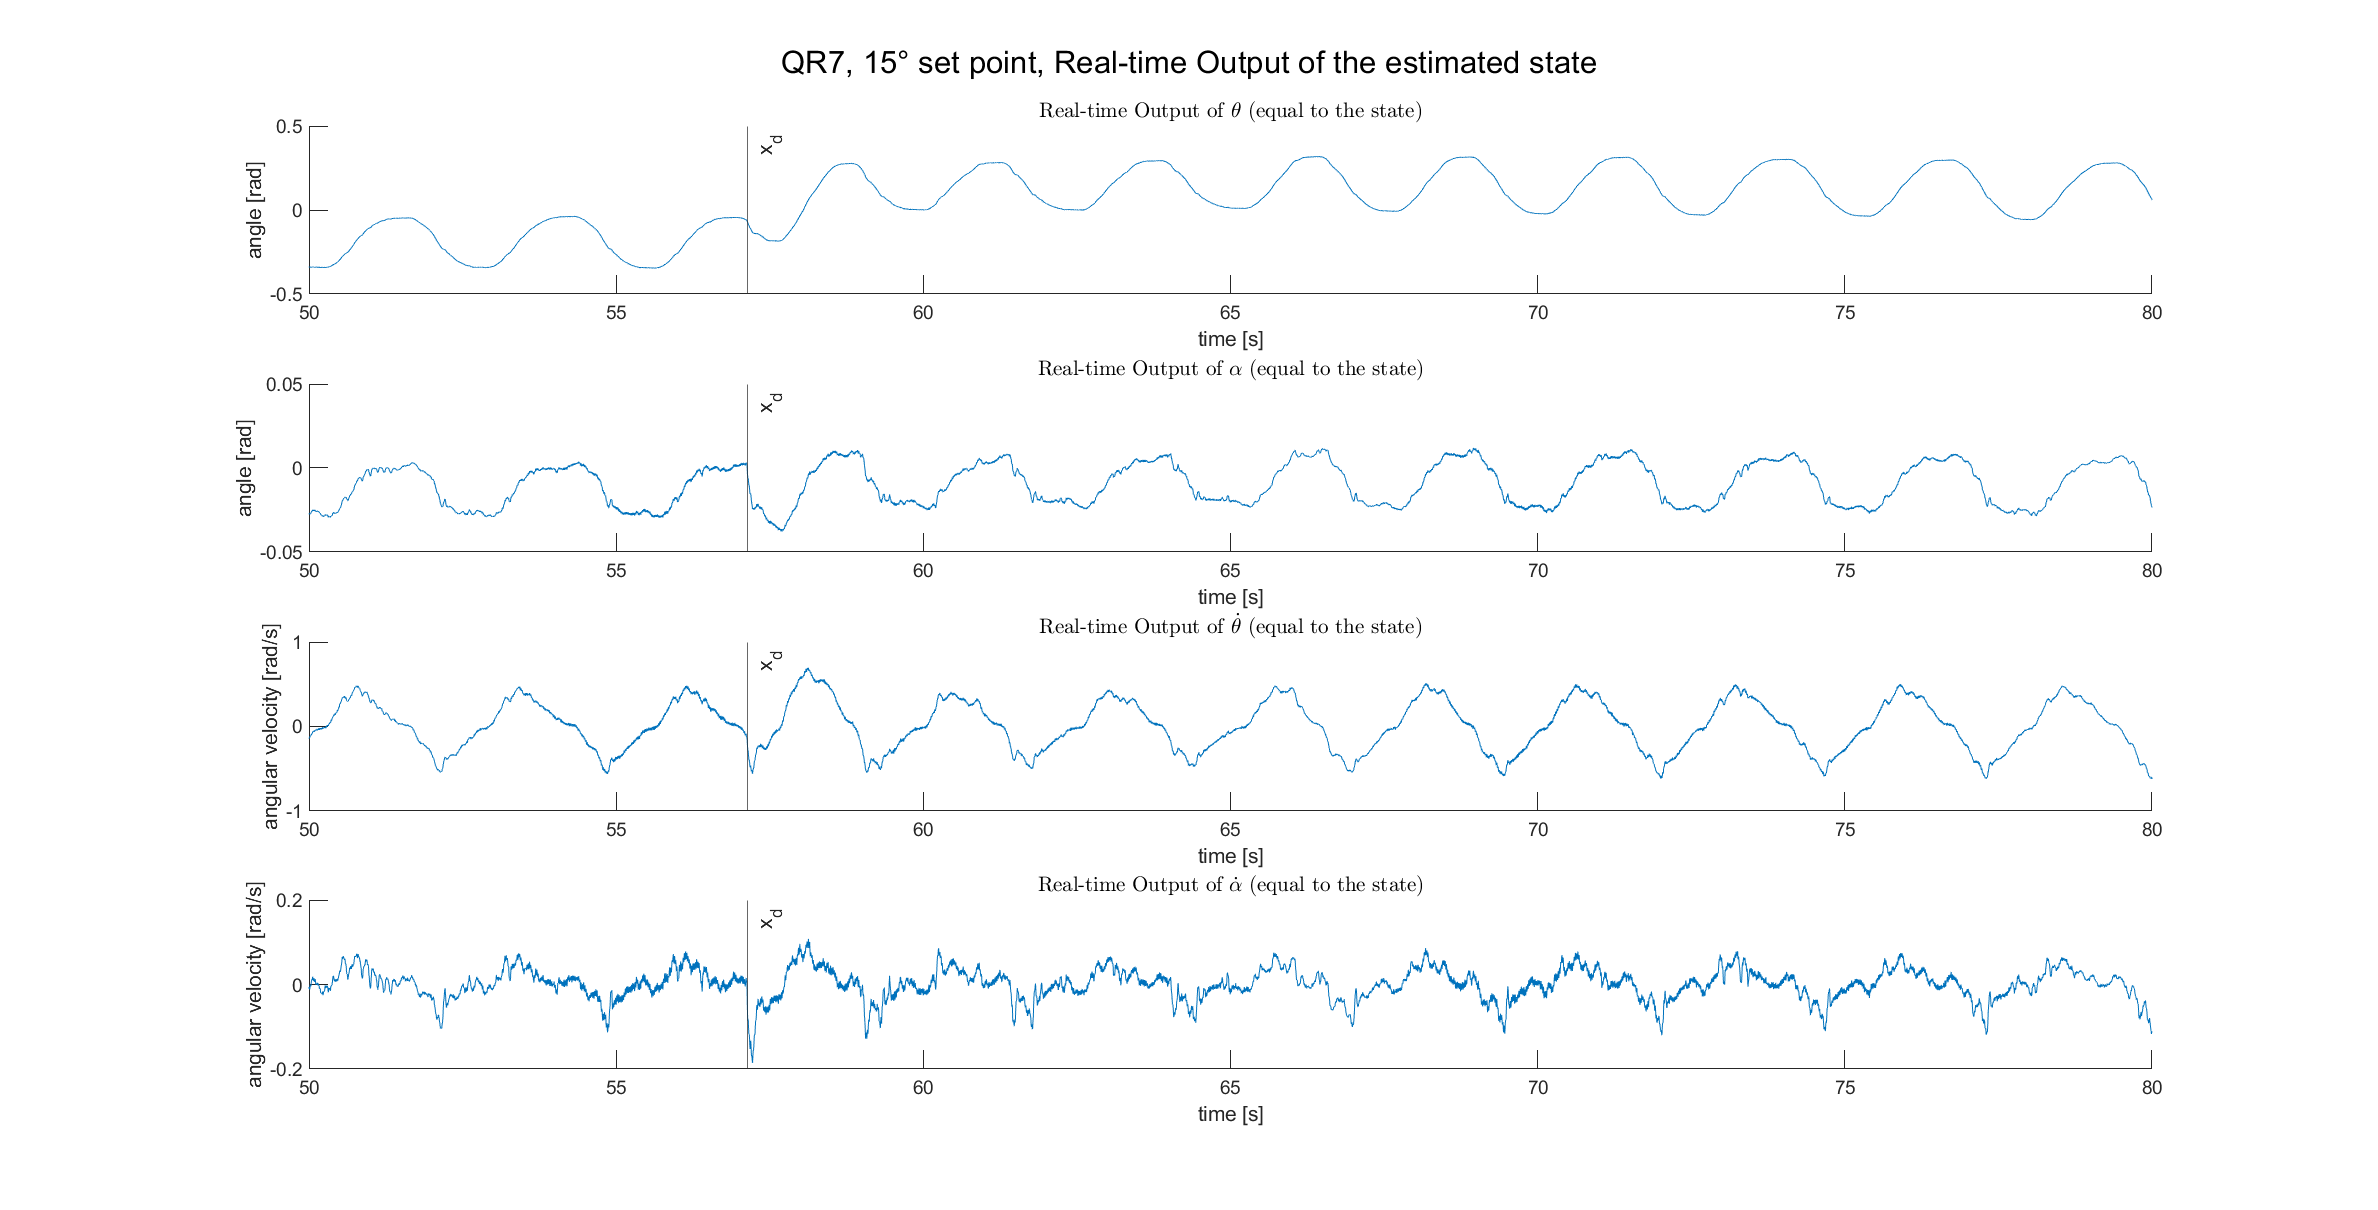 QR7, 15° set point, Real-time Output of the estimated state
Real-time Output of θ (equal to the state)
0.5
0
-0.5
angle [rad]
x_d
50 55 60 65 70 75 80
time [s]
Real-time Output of α (equal to the state)
0.05
0
-0.05
angle [rad]
x_d
50 55 60 65 70 75 80
time [s]
Real-time Output of θ̇ (equal to the state)
1
0
-1
angular velocity [rad/s]
x_d
50 55 60 65 70 75 80
time [s]
Real-time Output of α̇ (equal to the state)
0.2
0
-0.2
angular velocity [rad/s]
x_d
50 55 60 65 70 75 80
time [s]